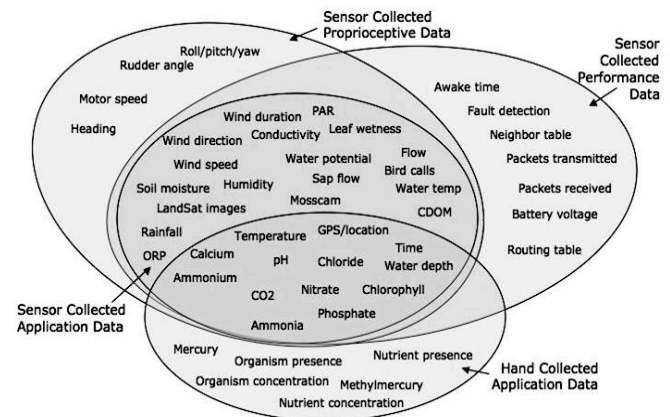 Sensor Collected
Proprioceptive Data
Sensor
Collected
Performance
Data
Roll/pitch/yaw
Rudder angle
Motor speed
Heading
Awake time
Fault detection
Neighbor table
Packets transmitted
Packets received
Battery voltage
Routing table
PAR
Wind duration
Leaf wetness
Conductivity
Wind direction
Flow
Water potential
Wind speed
Bird calls
Sap flow
Humidity
Soil moisture
Water temp
Mosscam
LandSat images
CDOM
Rainfall
GPS/location
Temperature
Time
Calcium
ORP
pH
Chloride
Water depth
Ammonium
Nitrate
Chlorophyll
CO2
Phosphate
Ammonia
Sensor Collected
Application Data
Mercury
Organism presence
Nutrient presence
Organism concentration
Methylmercury
Nutrient concentration
Hand Collected
Application Data